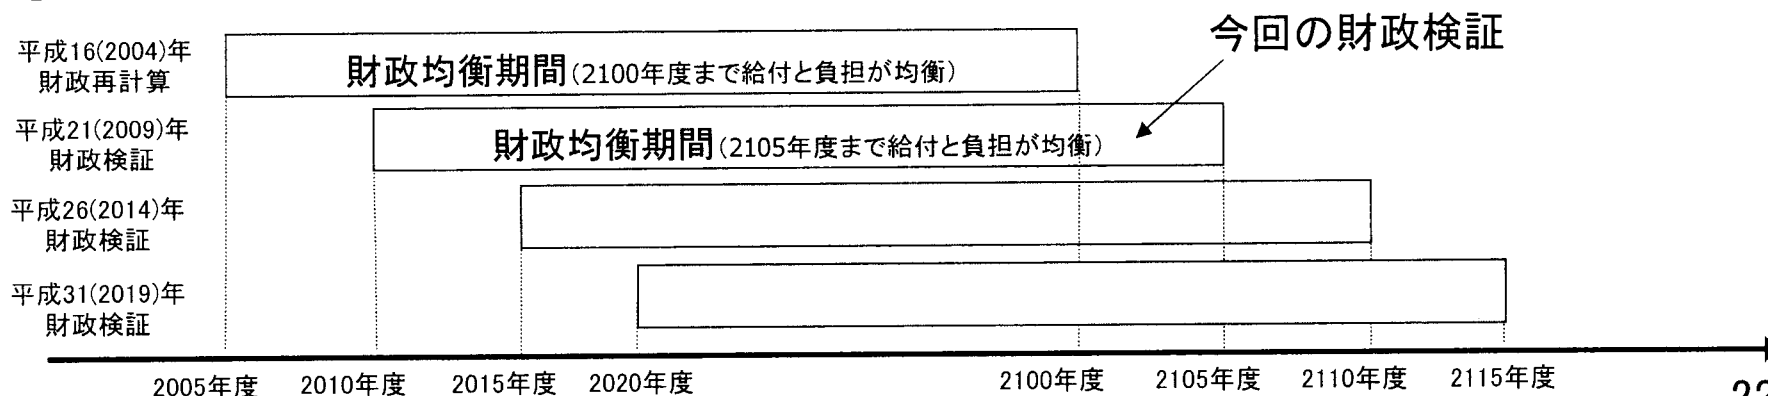 今回の財政検証
平成16(2004)年
財政再計算
財政均衡期間(2100年度まで給付と負担が均衡)
平成21(2009)年
財政検証
財政均衡期間(2105年度まで給付と負担が均衡)
平成26(2014)年
財政検証
平成31(2019)年
財政検証
2005年度 2010年度 2015年度 2020年度 2100年度 2105年度 2110年度 2115年度